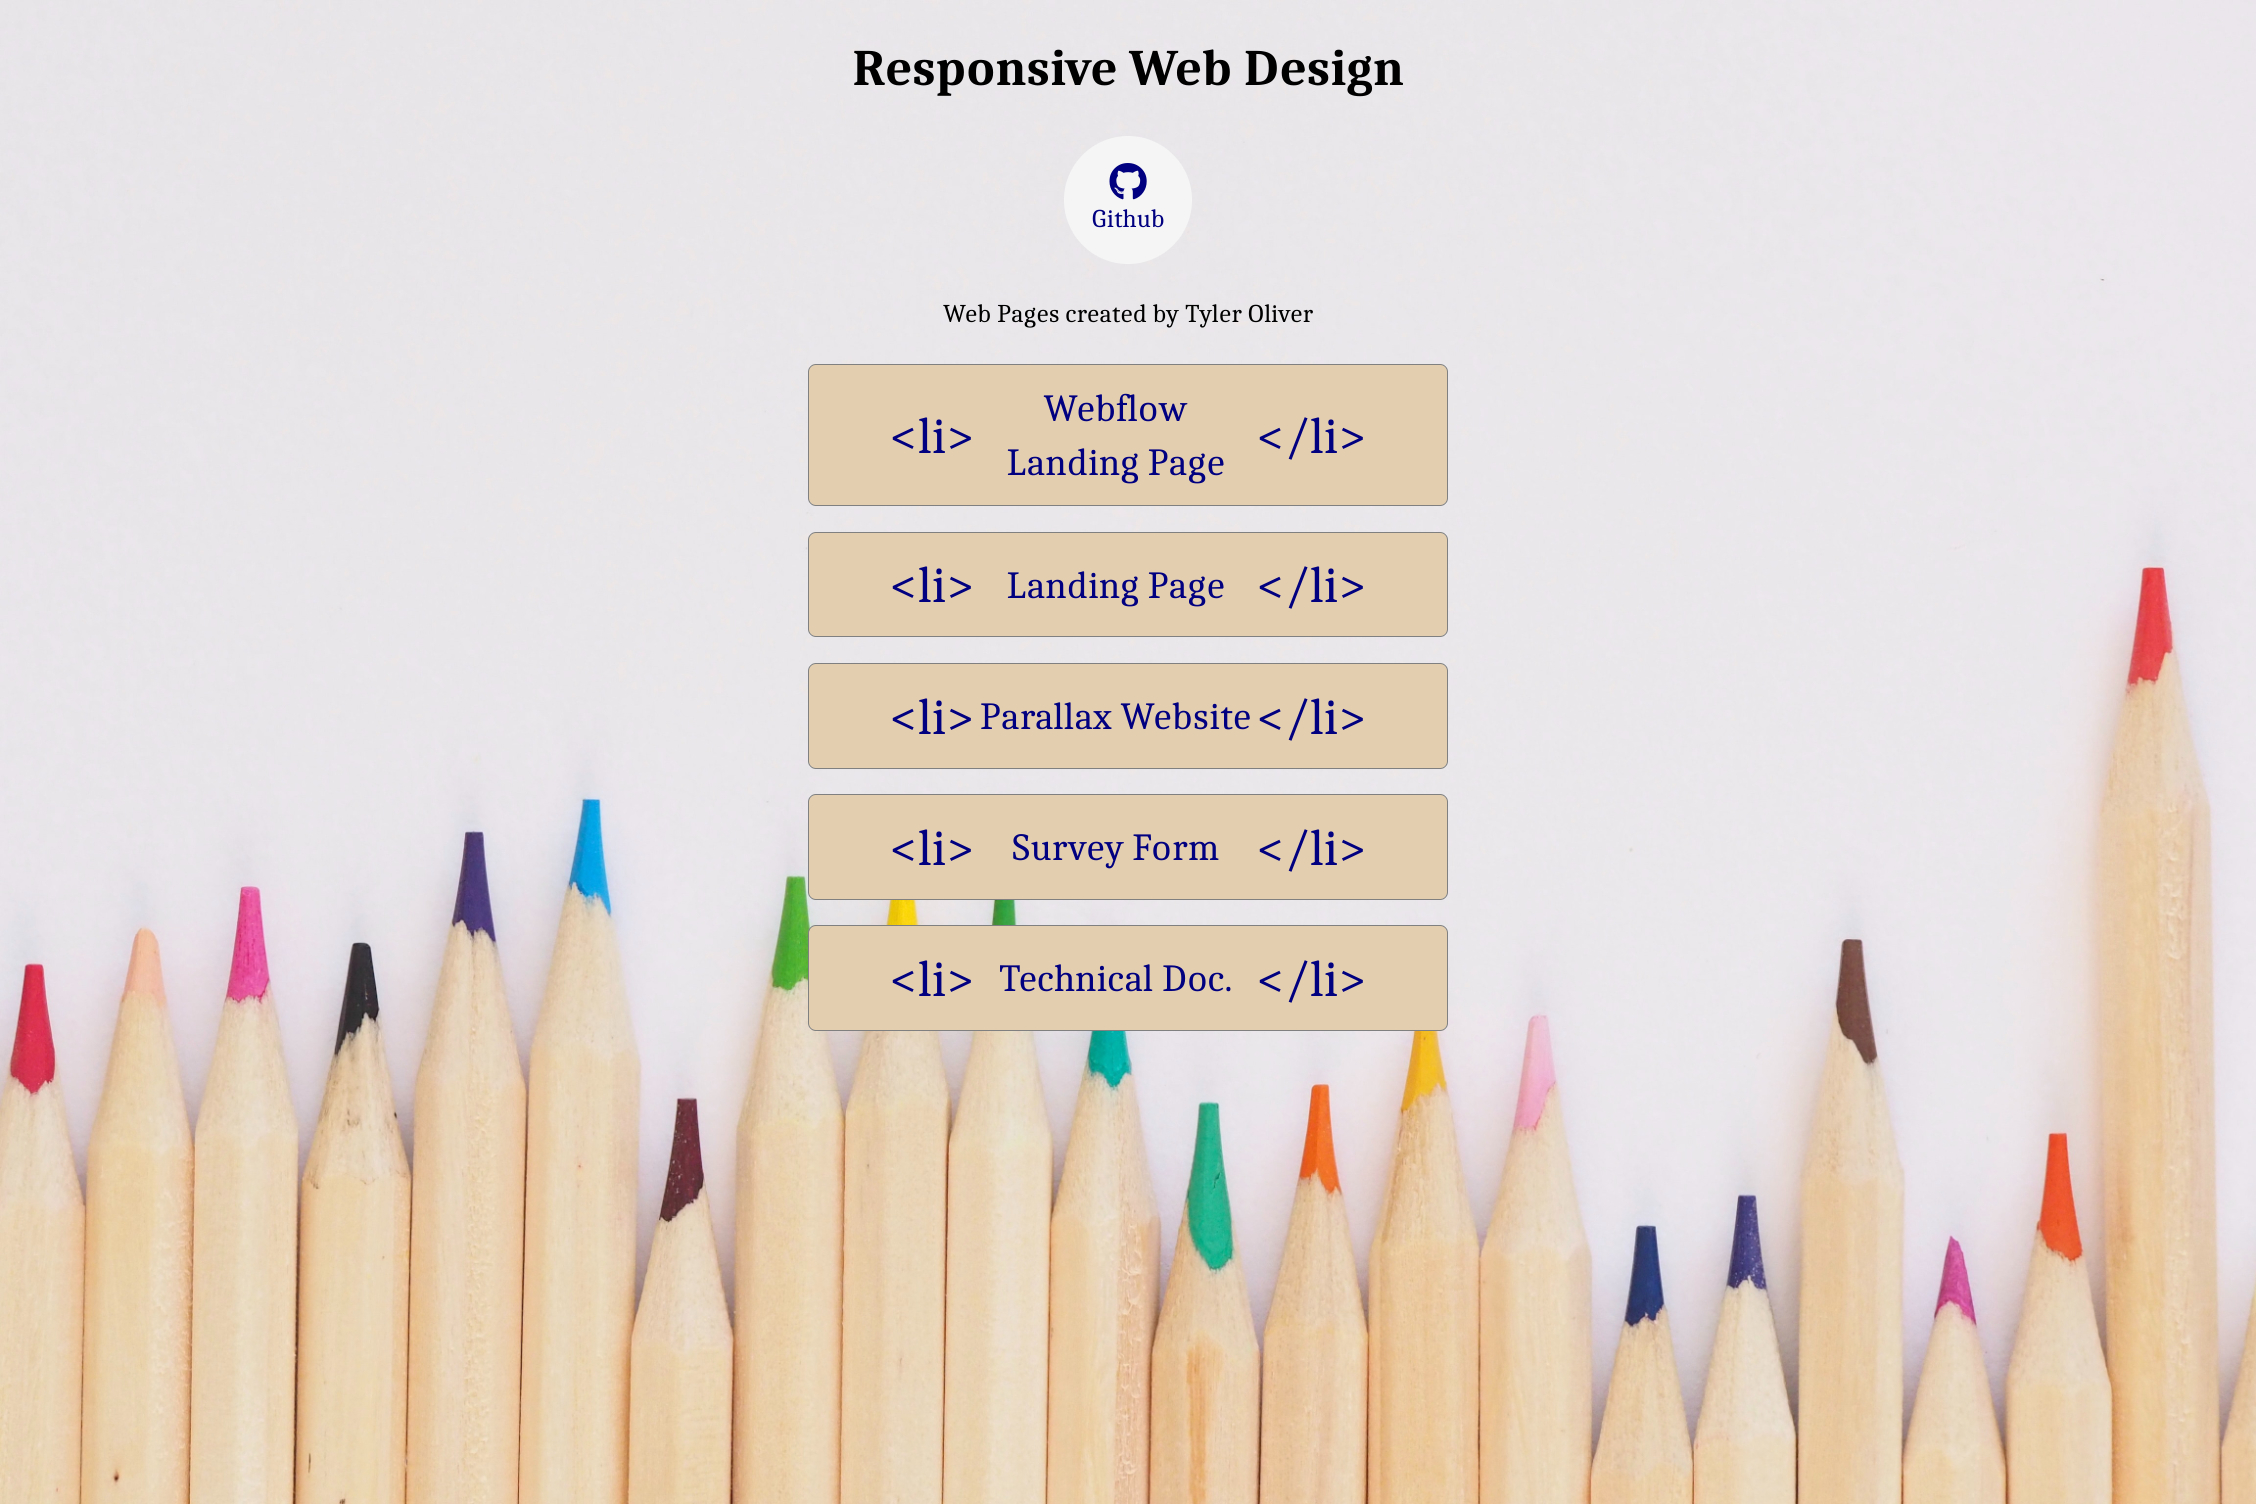 Responsive Web Design
Github
Web Pages created by Tyler Oliver
Webflow
<li> Landing Page </li>
<li> Landing Page </li>
<li> Parallax Website </li>
<li> Survey Form </li>
<li> Technical Doc. </li>